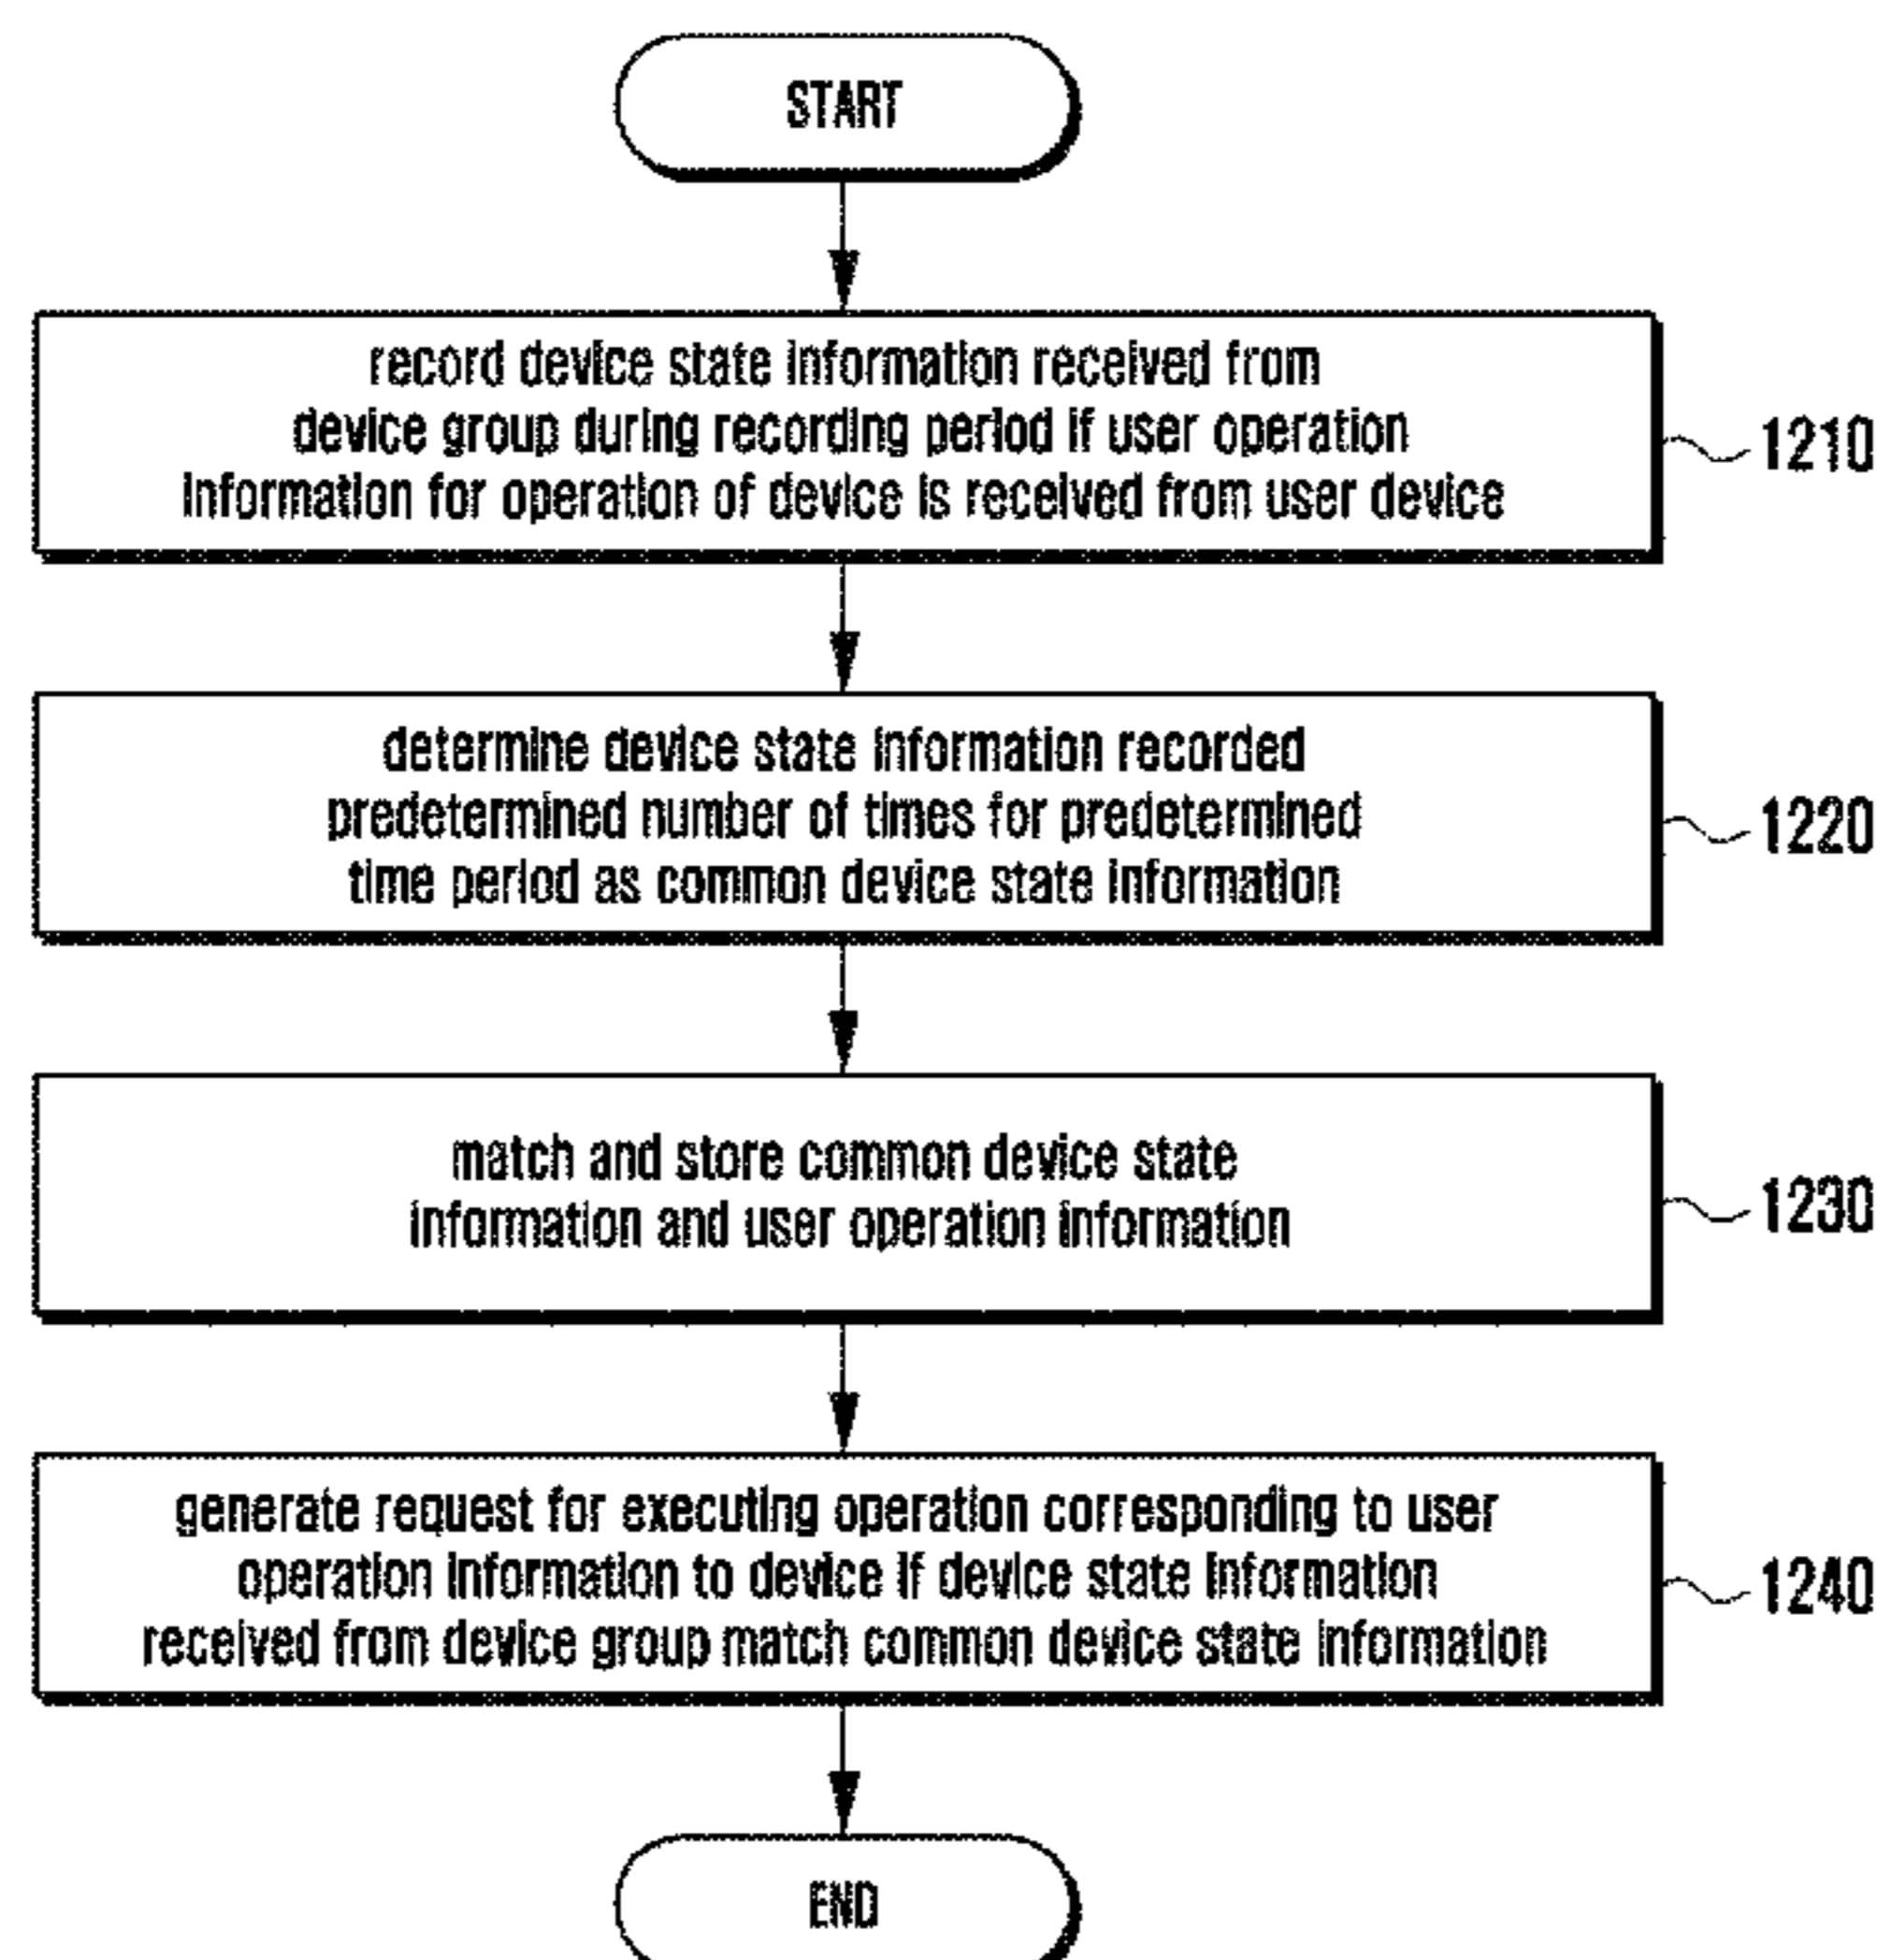 START
record device state information received from
device group during recording period if user operation
information for operation of device is received from user device
1210
determine device state information recorded
predetermined number of times for predetermined
time period as common device state information
1220
match and store common device state
information and user operation information
1230
generate request for executing operation corresponding to user
operation information to device if device state information
received from device group match common device state information
1240
END